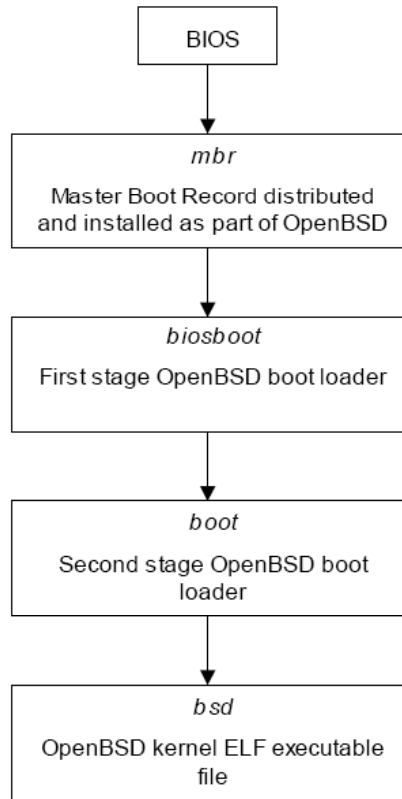 BIOS
mbr
Master Boot Record distributed
and installed as part of OpenBSD
biosboot
First stage OpenBSD boot loader
boot
Second stage OpenBSD boot
loader
bsd
OpenBSD kernel ELF executable
file